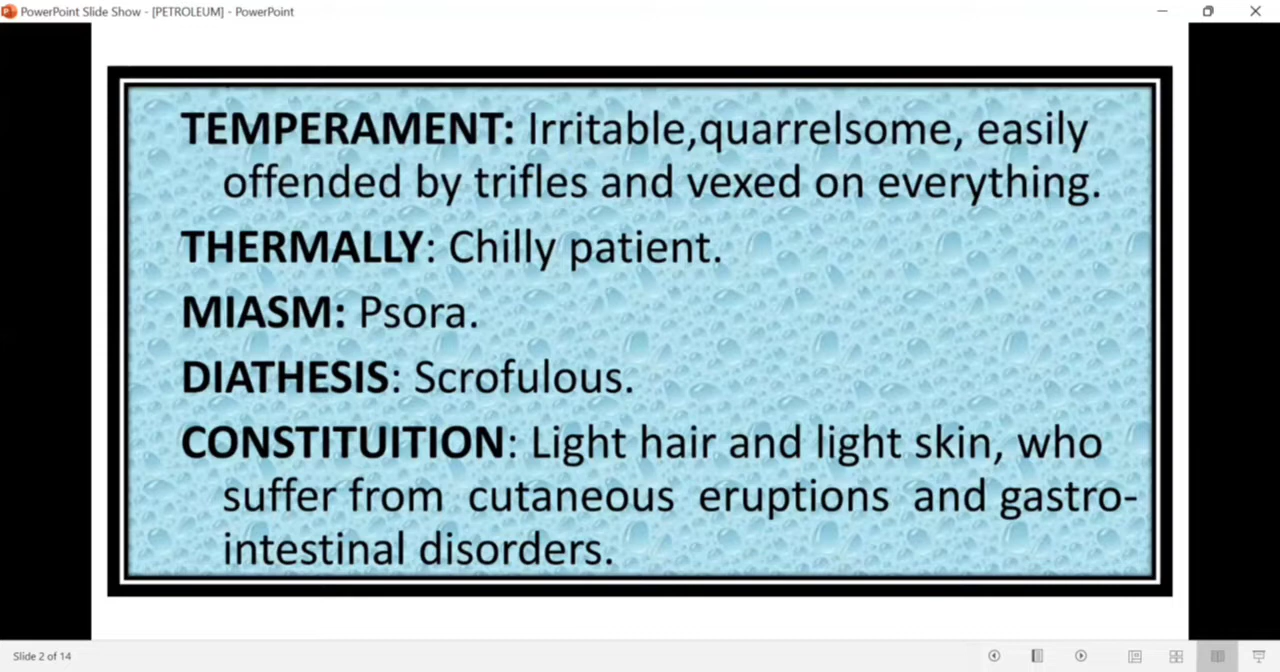 PowerPoint Slide Show - [PETROLEUM] - PowerPoint
TEMPERAMENT: Irritable,quarrelsome, easily
offended by trifles and vexed on everything.
THERMALLY: Chilly patient.
MIASM: Psora.
DIATHESIS: Scrofulous.
CONSTITUITION: Light hair and light skin, who
suffer from cutaneous eruptions and gastro-
intestinal disorders.
Slide 2 of 14